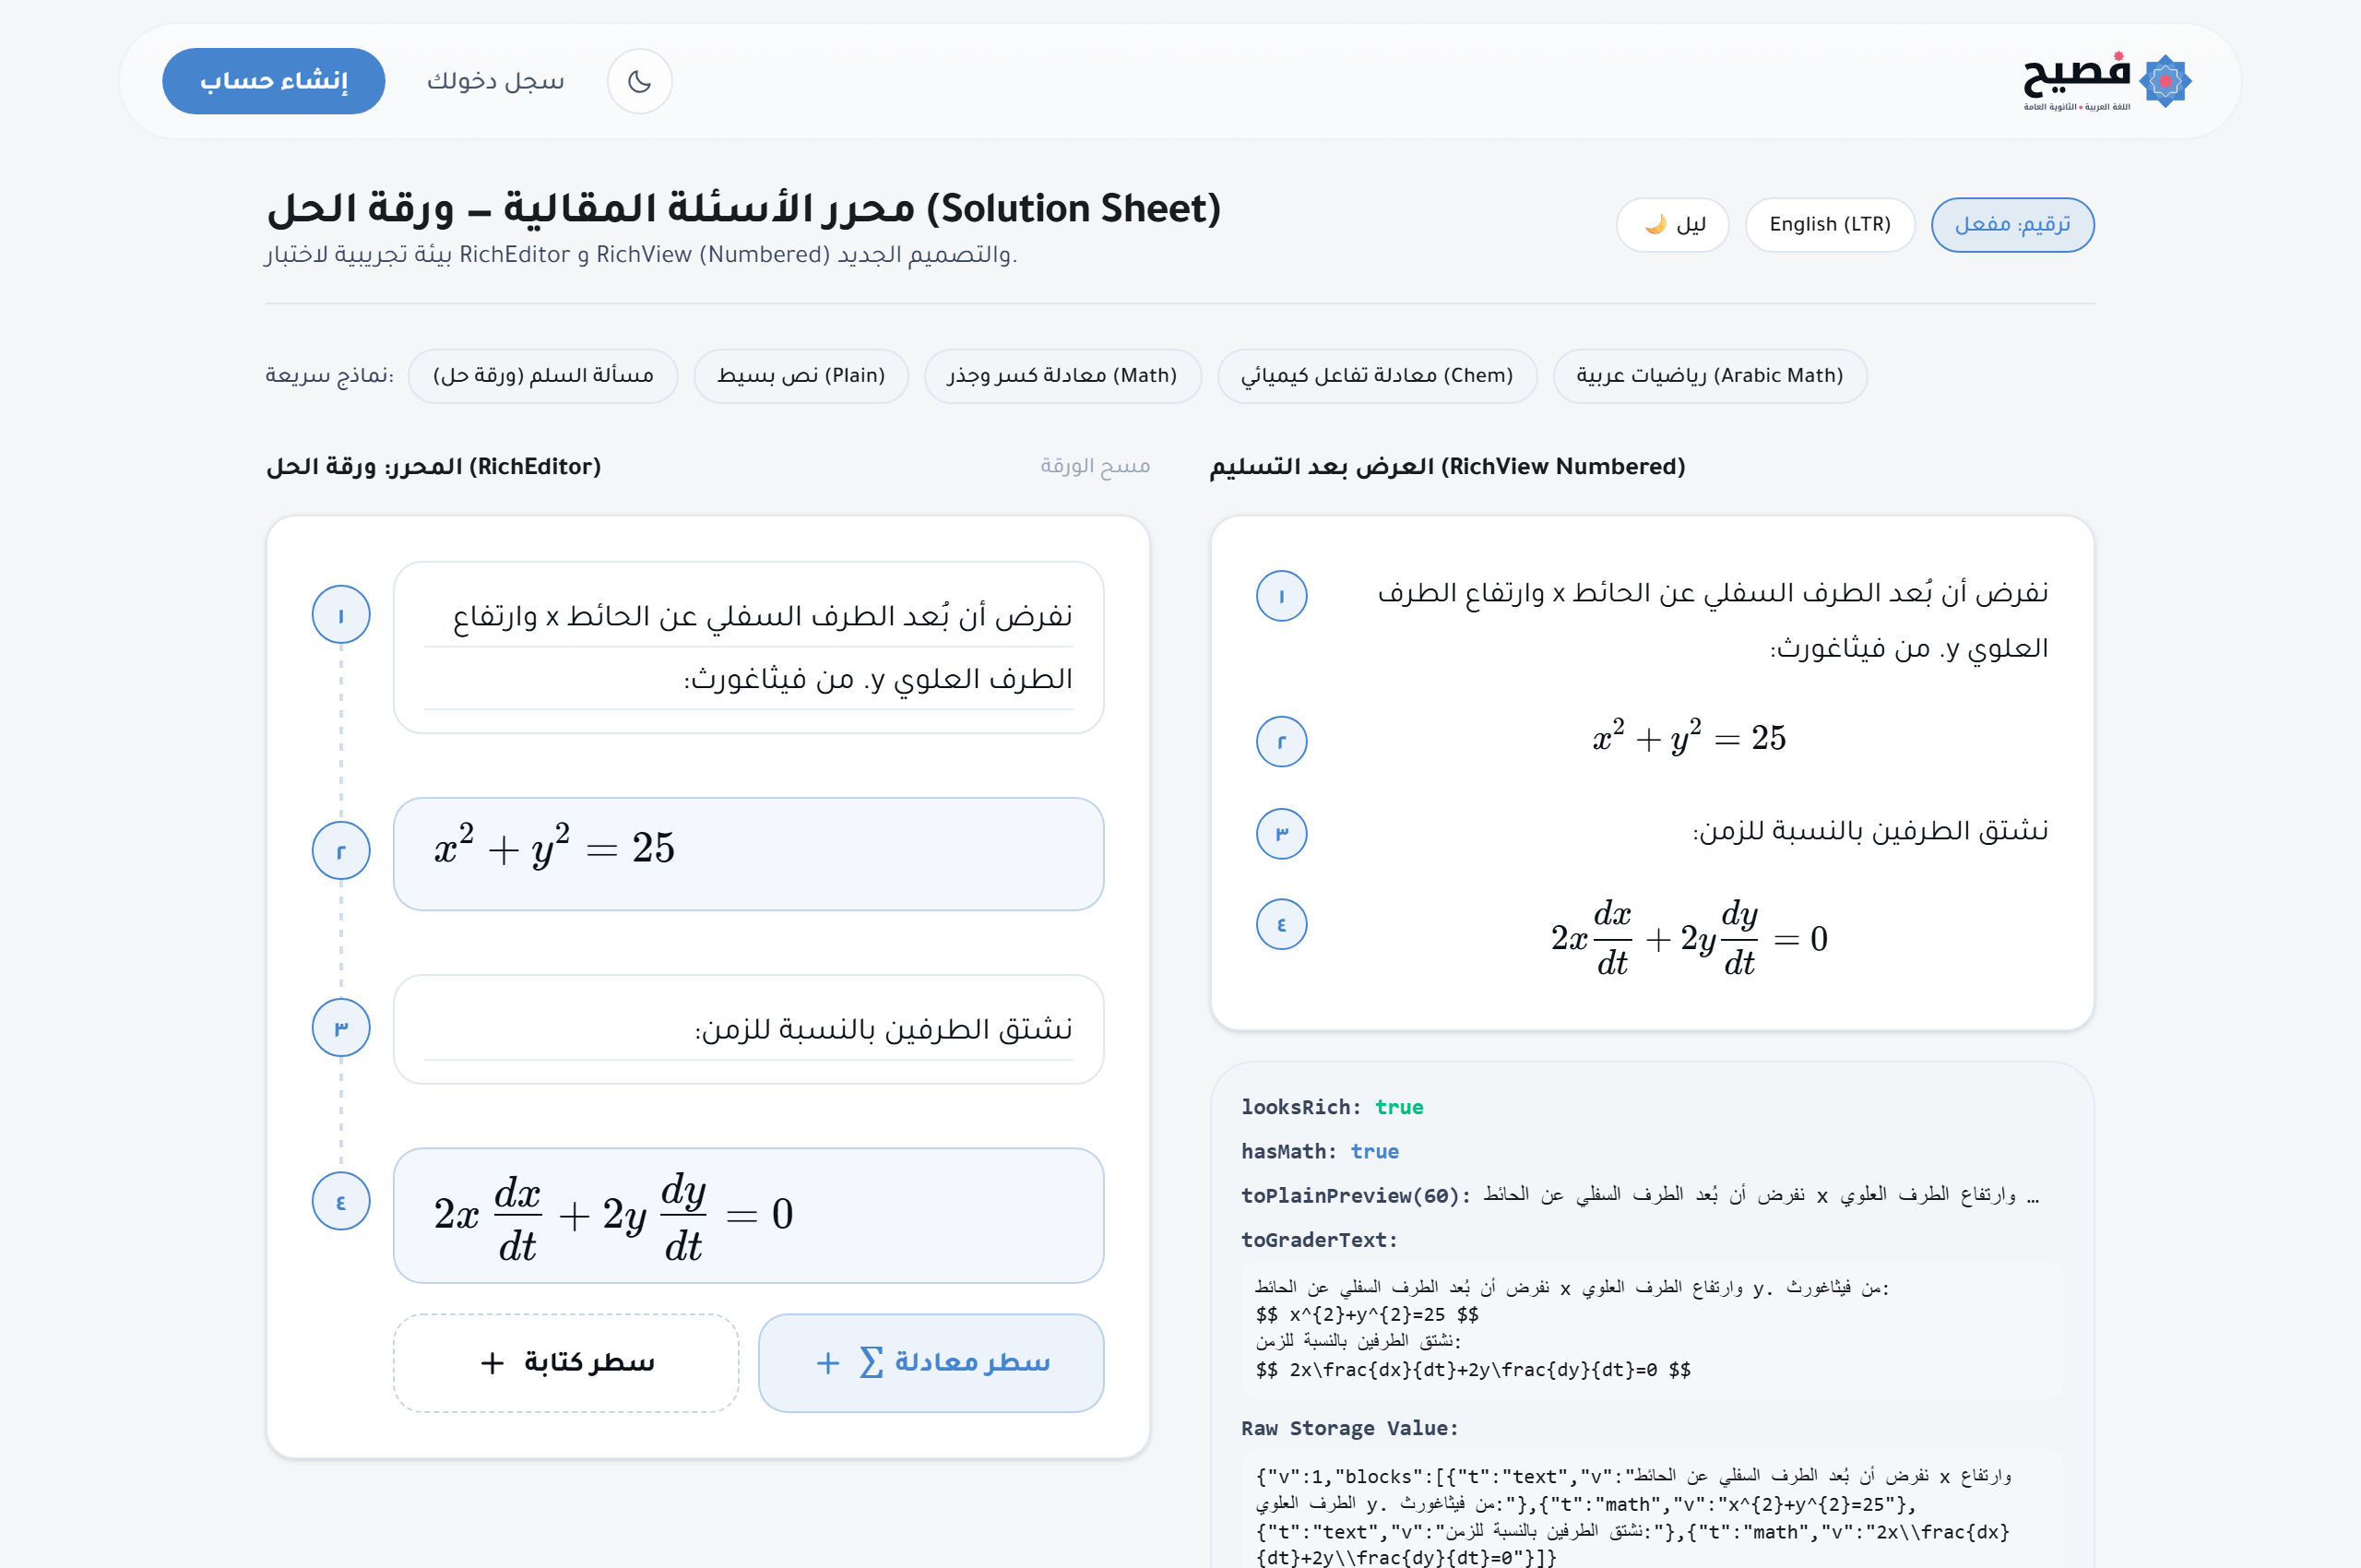 فصيح
اللغة العربية • الثانوية العامة
سجل دخولك
إنشاء حساب
محرر الأسئلة المقالية – ورقة الحل (Solution Sheet)
بيئة تجريبية لاختبار RichEditor و RichView (Numbered) والتصميم الجديد.
ترقيم: مفعل
English (LTR)
ليل 🌙
نماذج سريعة:
مسألة السلم (ورقة حل)
نص بسيط (Plain)
معادلة كسر وجذر (Math)
معادلة تفاعل كيميائي (Chem)
رياضيات عربية (Arabic Math)
المحرر: ورقة الحل (RichEditor)
مسح الورقة
١
نفرض أن بُعد الطرف السفلي عن الحائط x وارتفاع
الطرف العلوي y. من فيثاغورث:
٢
x² + y² = 25
٣
نشتق الطرفين بالنسبة للزمن:
٤
2x dx/dt + 2y dy/dt = 0
سطر كتابة +
سطر معادلة ∑ +
العرض بعد التسليم (RichView Numbered)
١
نفرض أن بُعد الطرف السفلي عن الحائط x وارتفاع الطرف
العلوي y. من فيثاغورث:
٢
x² + y² = 25
٣
نشتق الطرفين بالنسبة للزمن:
٤
2x dx/dt + 2y dy/dt = 0
looksRich: true
hasMath: true
toPlainPreview(60): نفرض أن بُعد الطرف السفلي عن الحائط x وارتفاع الطرف العلوي …
toGraderText:
نفرض أن بُعد الطرف السفلي عن الحائط x وارتفاع الطرف العلوي y. من فيثاغورث:
$$ x^{2}+y^{2}=25 $$
نشتق الطرفين بالنسبة للزمن:
$$ 2x\frac{dx}{dt}+2y\frac{dy}{dt}=0 $$
Raw Storage Value:
{"v":1,"blocks":[{"t":"text","v":"نفرض أن بُعد الطرف السفلي عن الحائط x وارتفاع
الطرف العلوي y. من فيثاغورث:"},{"t":"math","v":"x^{2}+y^{2}=25"},
{"t":"text","v":"نشتق الطرفين بالنسبة للزمن:"},{"t":"math","v":"2x\\frac{dx}
{dt}+2y\\frac{dy}{dt}=0"}]}